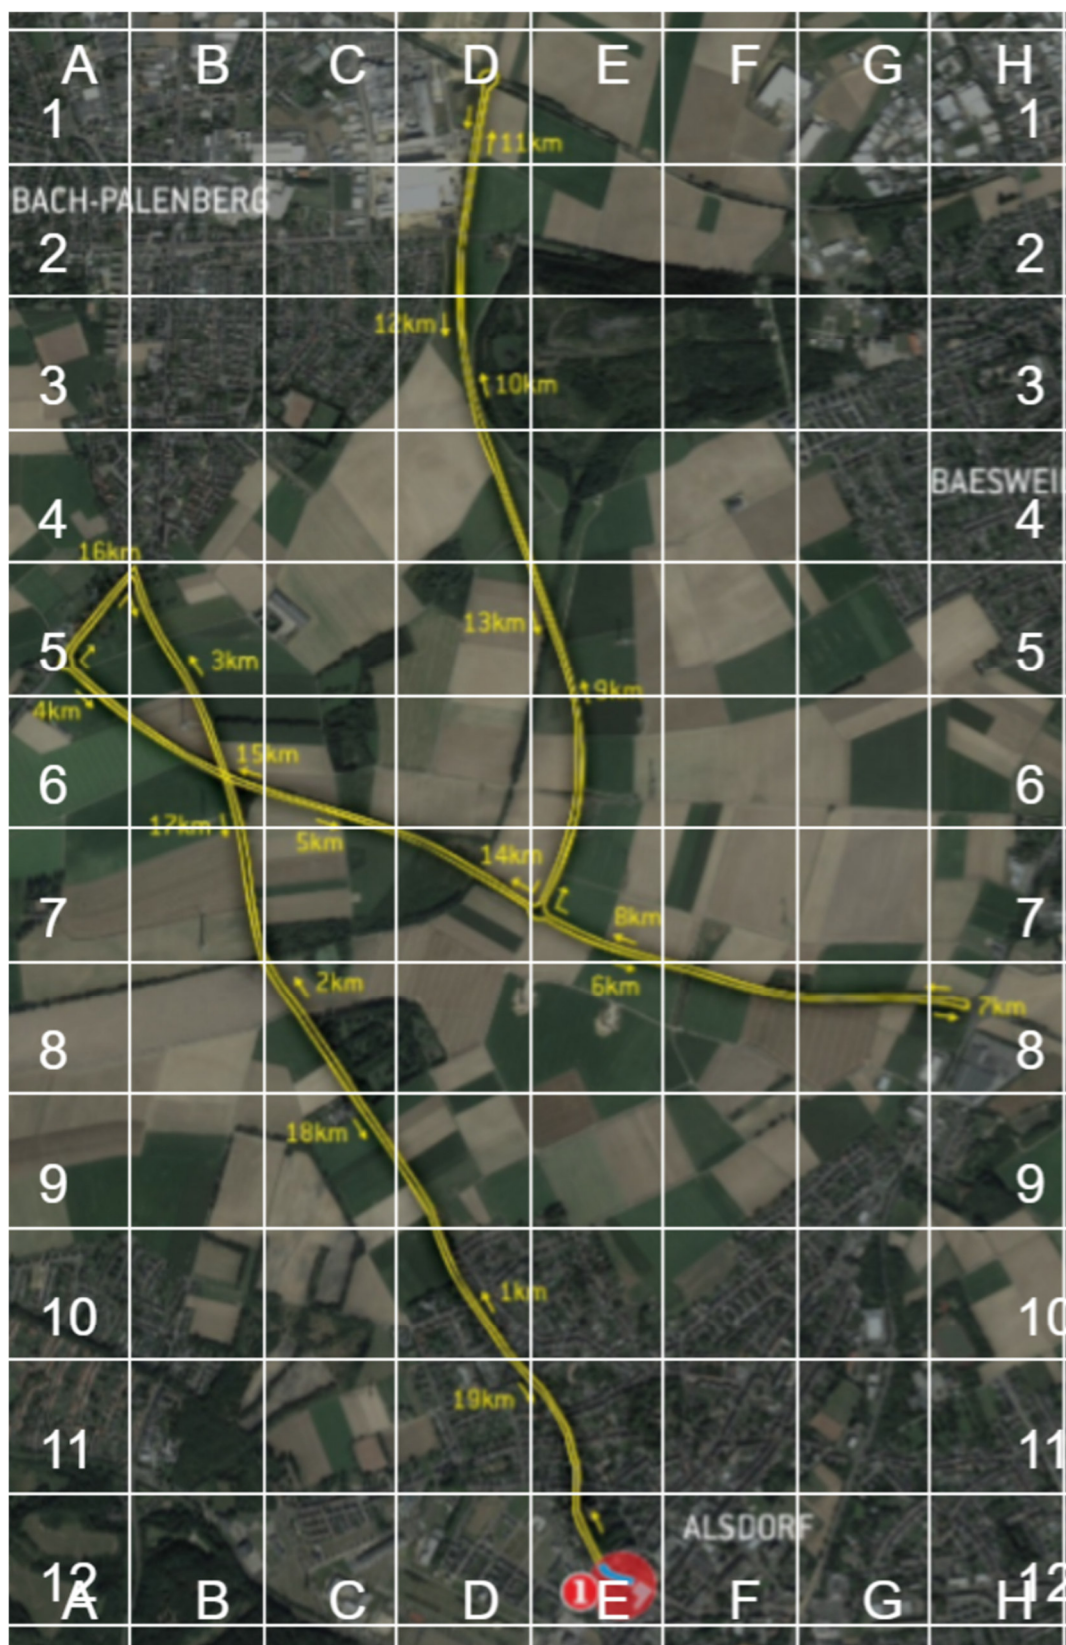 A B C D E F G H
1 1
11km
BACH-PALENBERG
2 2
12km
3 10km 3
BAESWEI
4 4
16km
13km
5 3km 5
9km
4km
15km
6 6
17km
5km
14km
7 8km 7
6km
2km
7km
8 8
18km
9 9
1km
10 10
19km
11 11
ALSDORF
12 12
1
A B C D E F G H